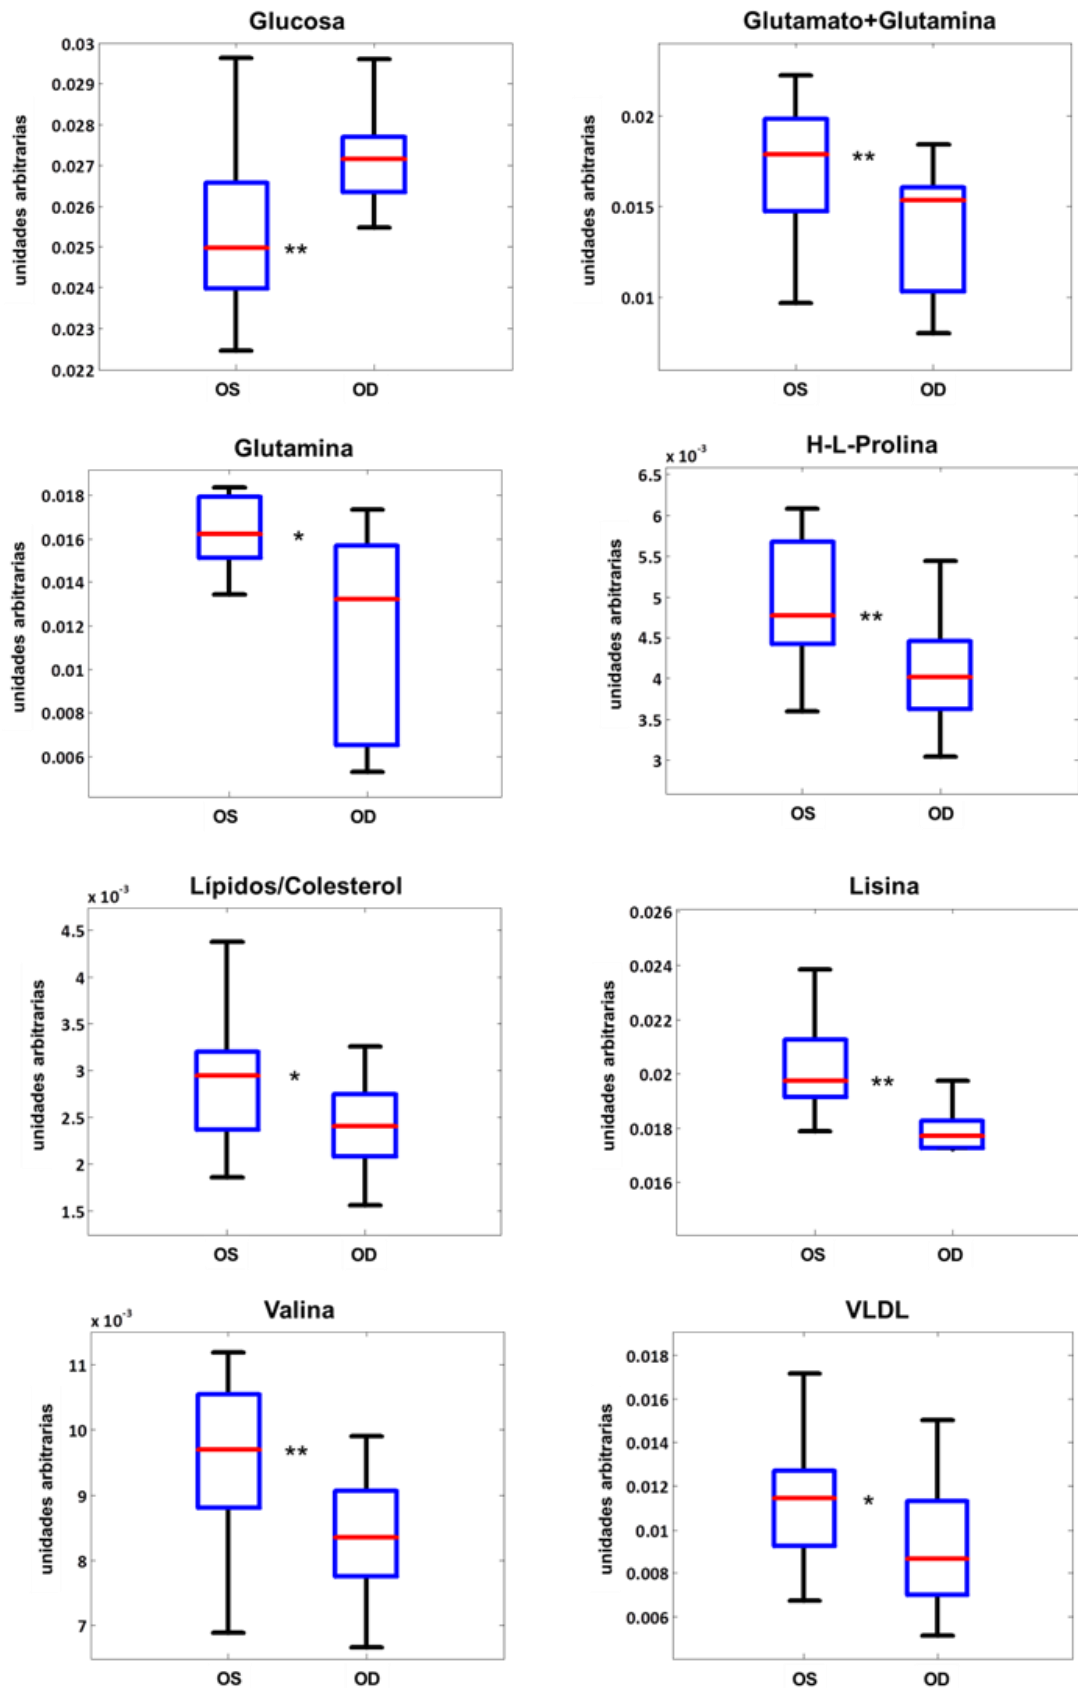 Glucosa
unidades arbitrarias
0.03
0.029
0.028
0.027
0.026
0.025
0.024
0.023
0.022
**
OS OD
Glutamato+Glutamina
unidades arbitrarias
0.02
0.015
0.01
**
OS OD
Glutamina
unidades arbitrarias
0.018
0.016
0.014
0.012
0.01
0.008
0.006
*
OS OD
H-L-Prolina
x 10⁻³
unidades arbitrarias
6.5
6
5.5
5
4.5
4
3.5
3
**
OS OD
Lípidos/Colesterol
x 10⁻³
unidades arbitrarias
4.5
4
3.5
3
2.5
2
1.5
*
OS OD
Lisina
unidades arbitrarias
0.026
0.024
0.022
0.02
0.018
0.016
**
OS OD
Valina
x 10⁻³
unidades arbitrarias
11
10
9
8
7
**
OS OD
VLDL
unidades arbitrarias
0.018
0.016
0.014
0.012
0.01
0.008
0.006
*
OS OD